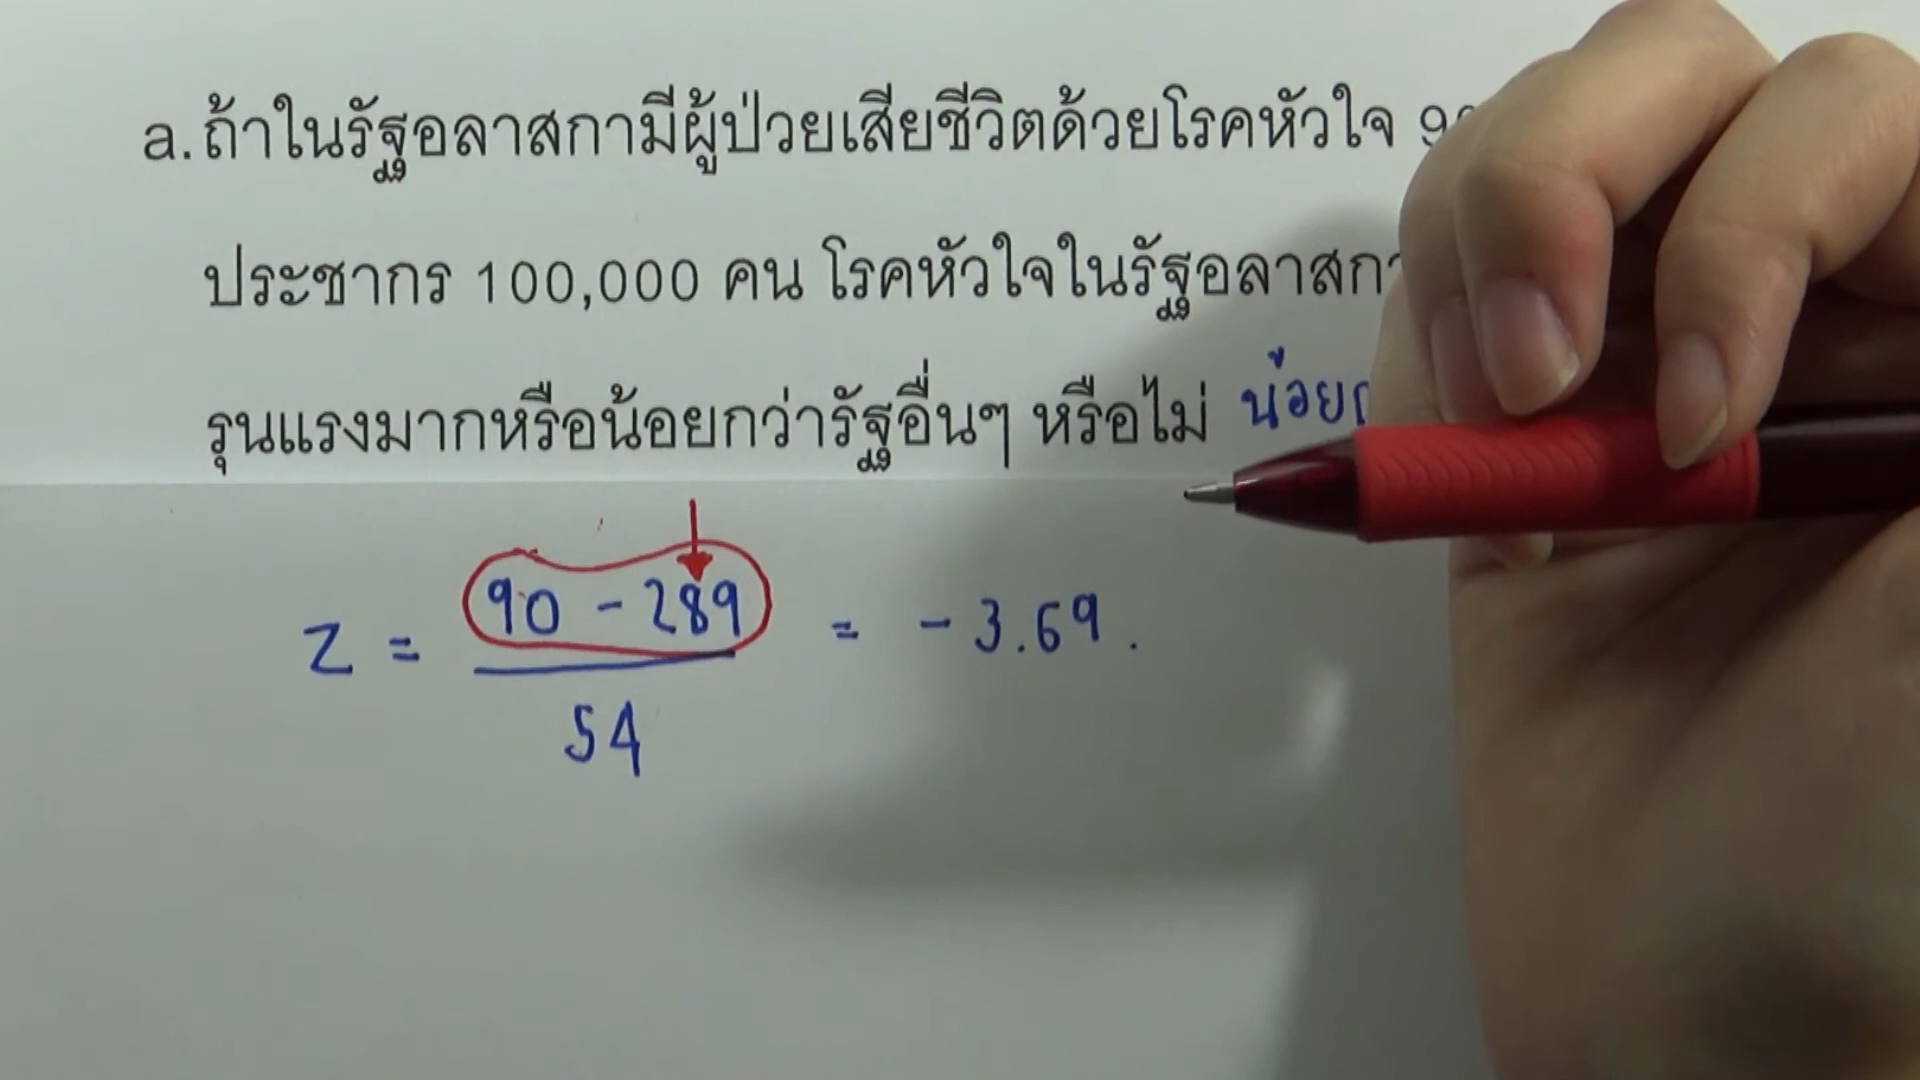 a. ถ้าในรัฐอลาสกามีผู้ป่วยเสียชีวิตด้วยโรคหัวใจ
ประชากร 100,000 คน โรคหัวใจในรัฐอลาสกา
รุนแรงมากหรือน้อยกว่ารัฐอื่นๆ หรือไม่ น้อย
90 - 289
Z = = - 3.69 .
54